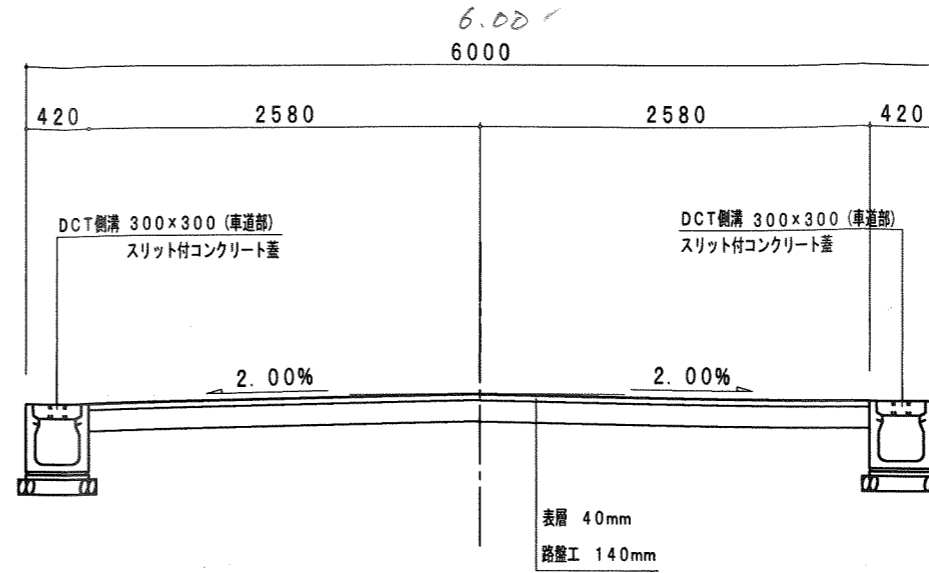 6.00
6000
420 2580 2580 420
DCT側溝 300×300 (車道部)
スリット付コンクリート蓋
DCT側溝 300×300 (車道部)
スリット付コンクリート蓋
2.00% 2.00%
表層 40mm
路盤工 140mm